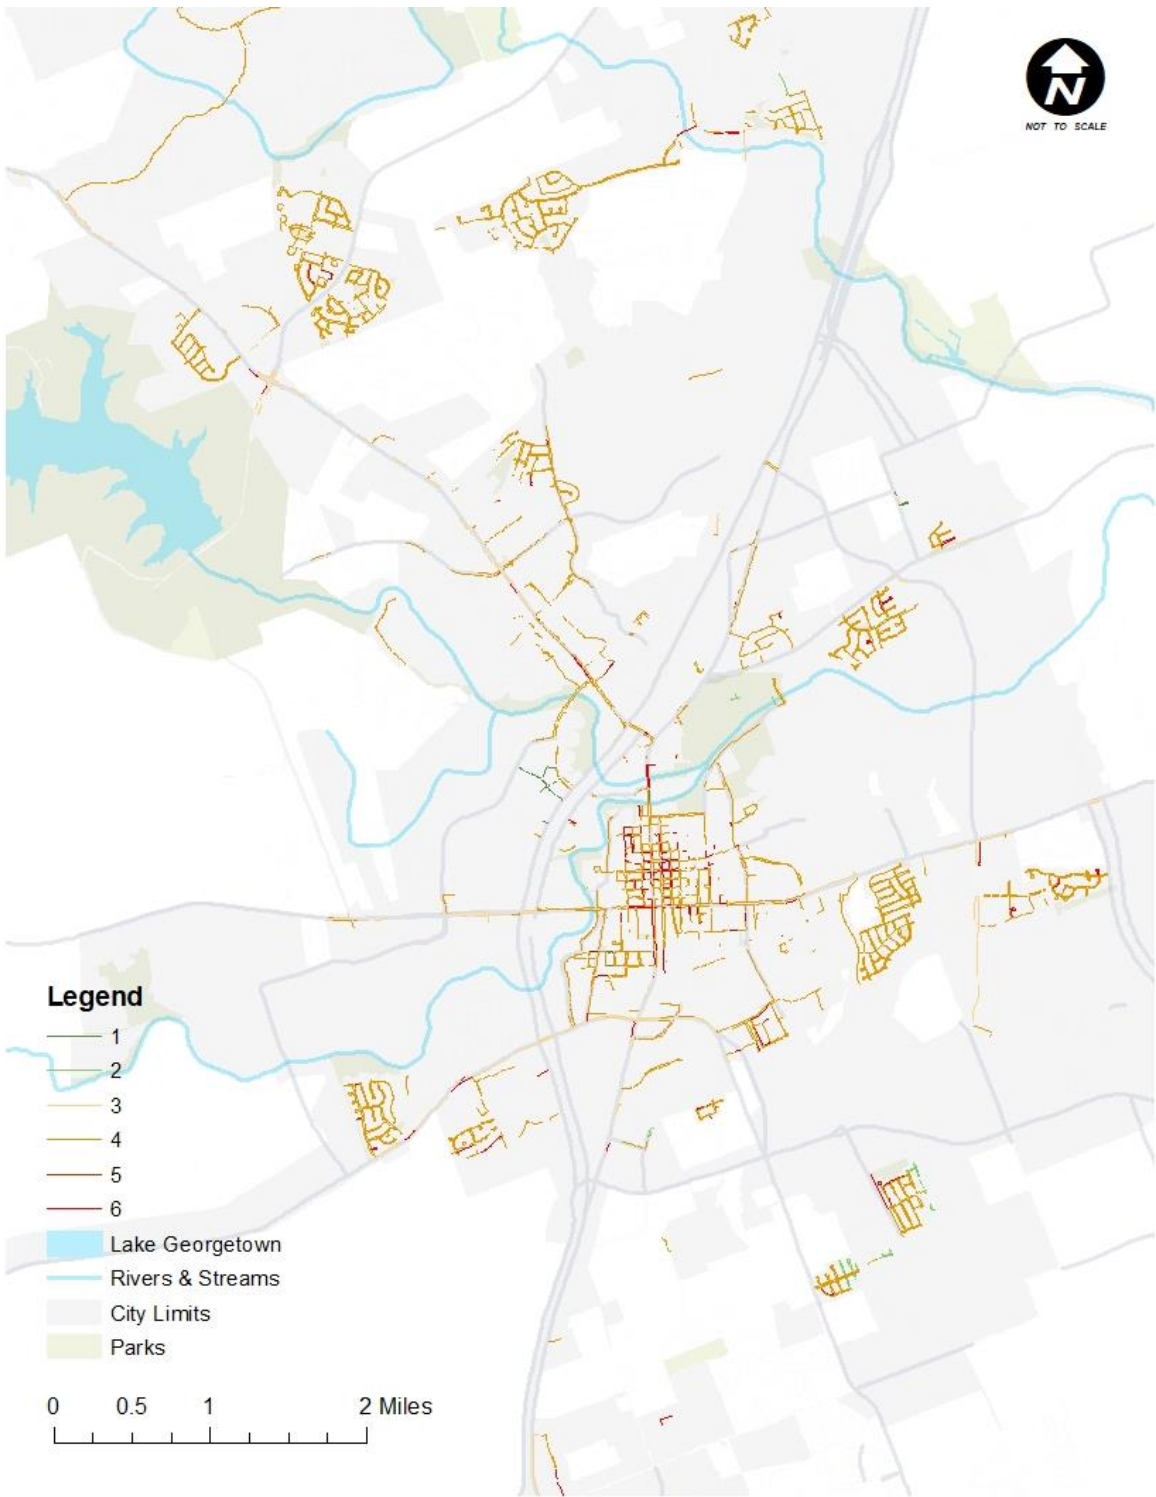 N
NOT TO SCALE
Legend
1
2
3
4
5
6
Lake Georgetown
Rivers & Streams
City Limits
Parks
0 0.5 1 2 Miles